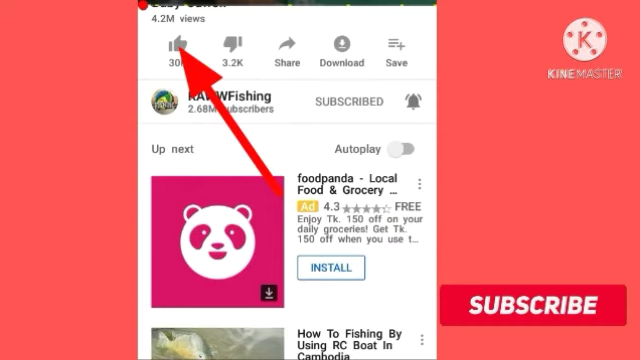 4.2M views
3.2K
Share
Download
Save
KINEMASTER
2.68M
SUBSCRIBED
Up next
Autoplay
foodpanda - Local
Food & Grocery ...
Ad 4.3 FREE
Enjoy Tk. 150 off on your
daily groceries! Get Tk.
150 off when you use t...
INSTALL
SUBSCRIBE
How To Fishing By
Using RC Boat In
Cambodia